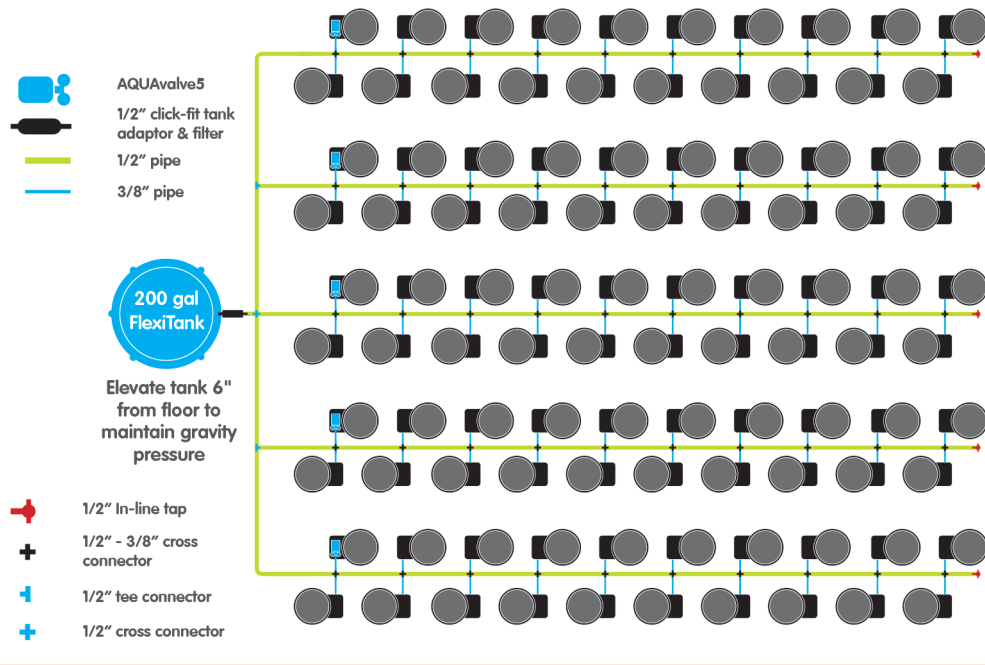 AQUAvalve5
1/2" click-fit tank
adaptor & filter
1/2" pipe
3/8" pipe
200 gal
FlexiTank
Elevate tank 6"
from floor to
maintain gravity
pressure
1/2" In-line tap
1/2" - 3/8" cross
connector
1/2" tee connector
1/2" cross connector